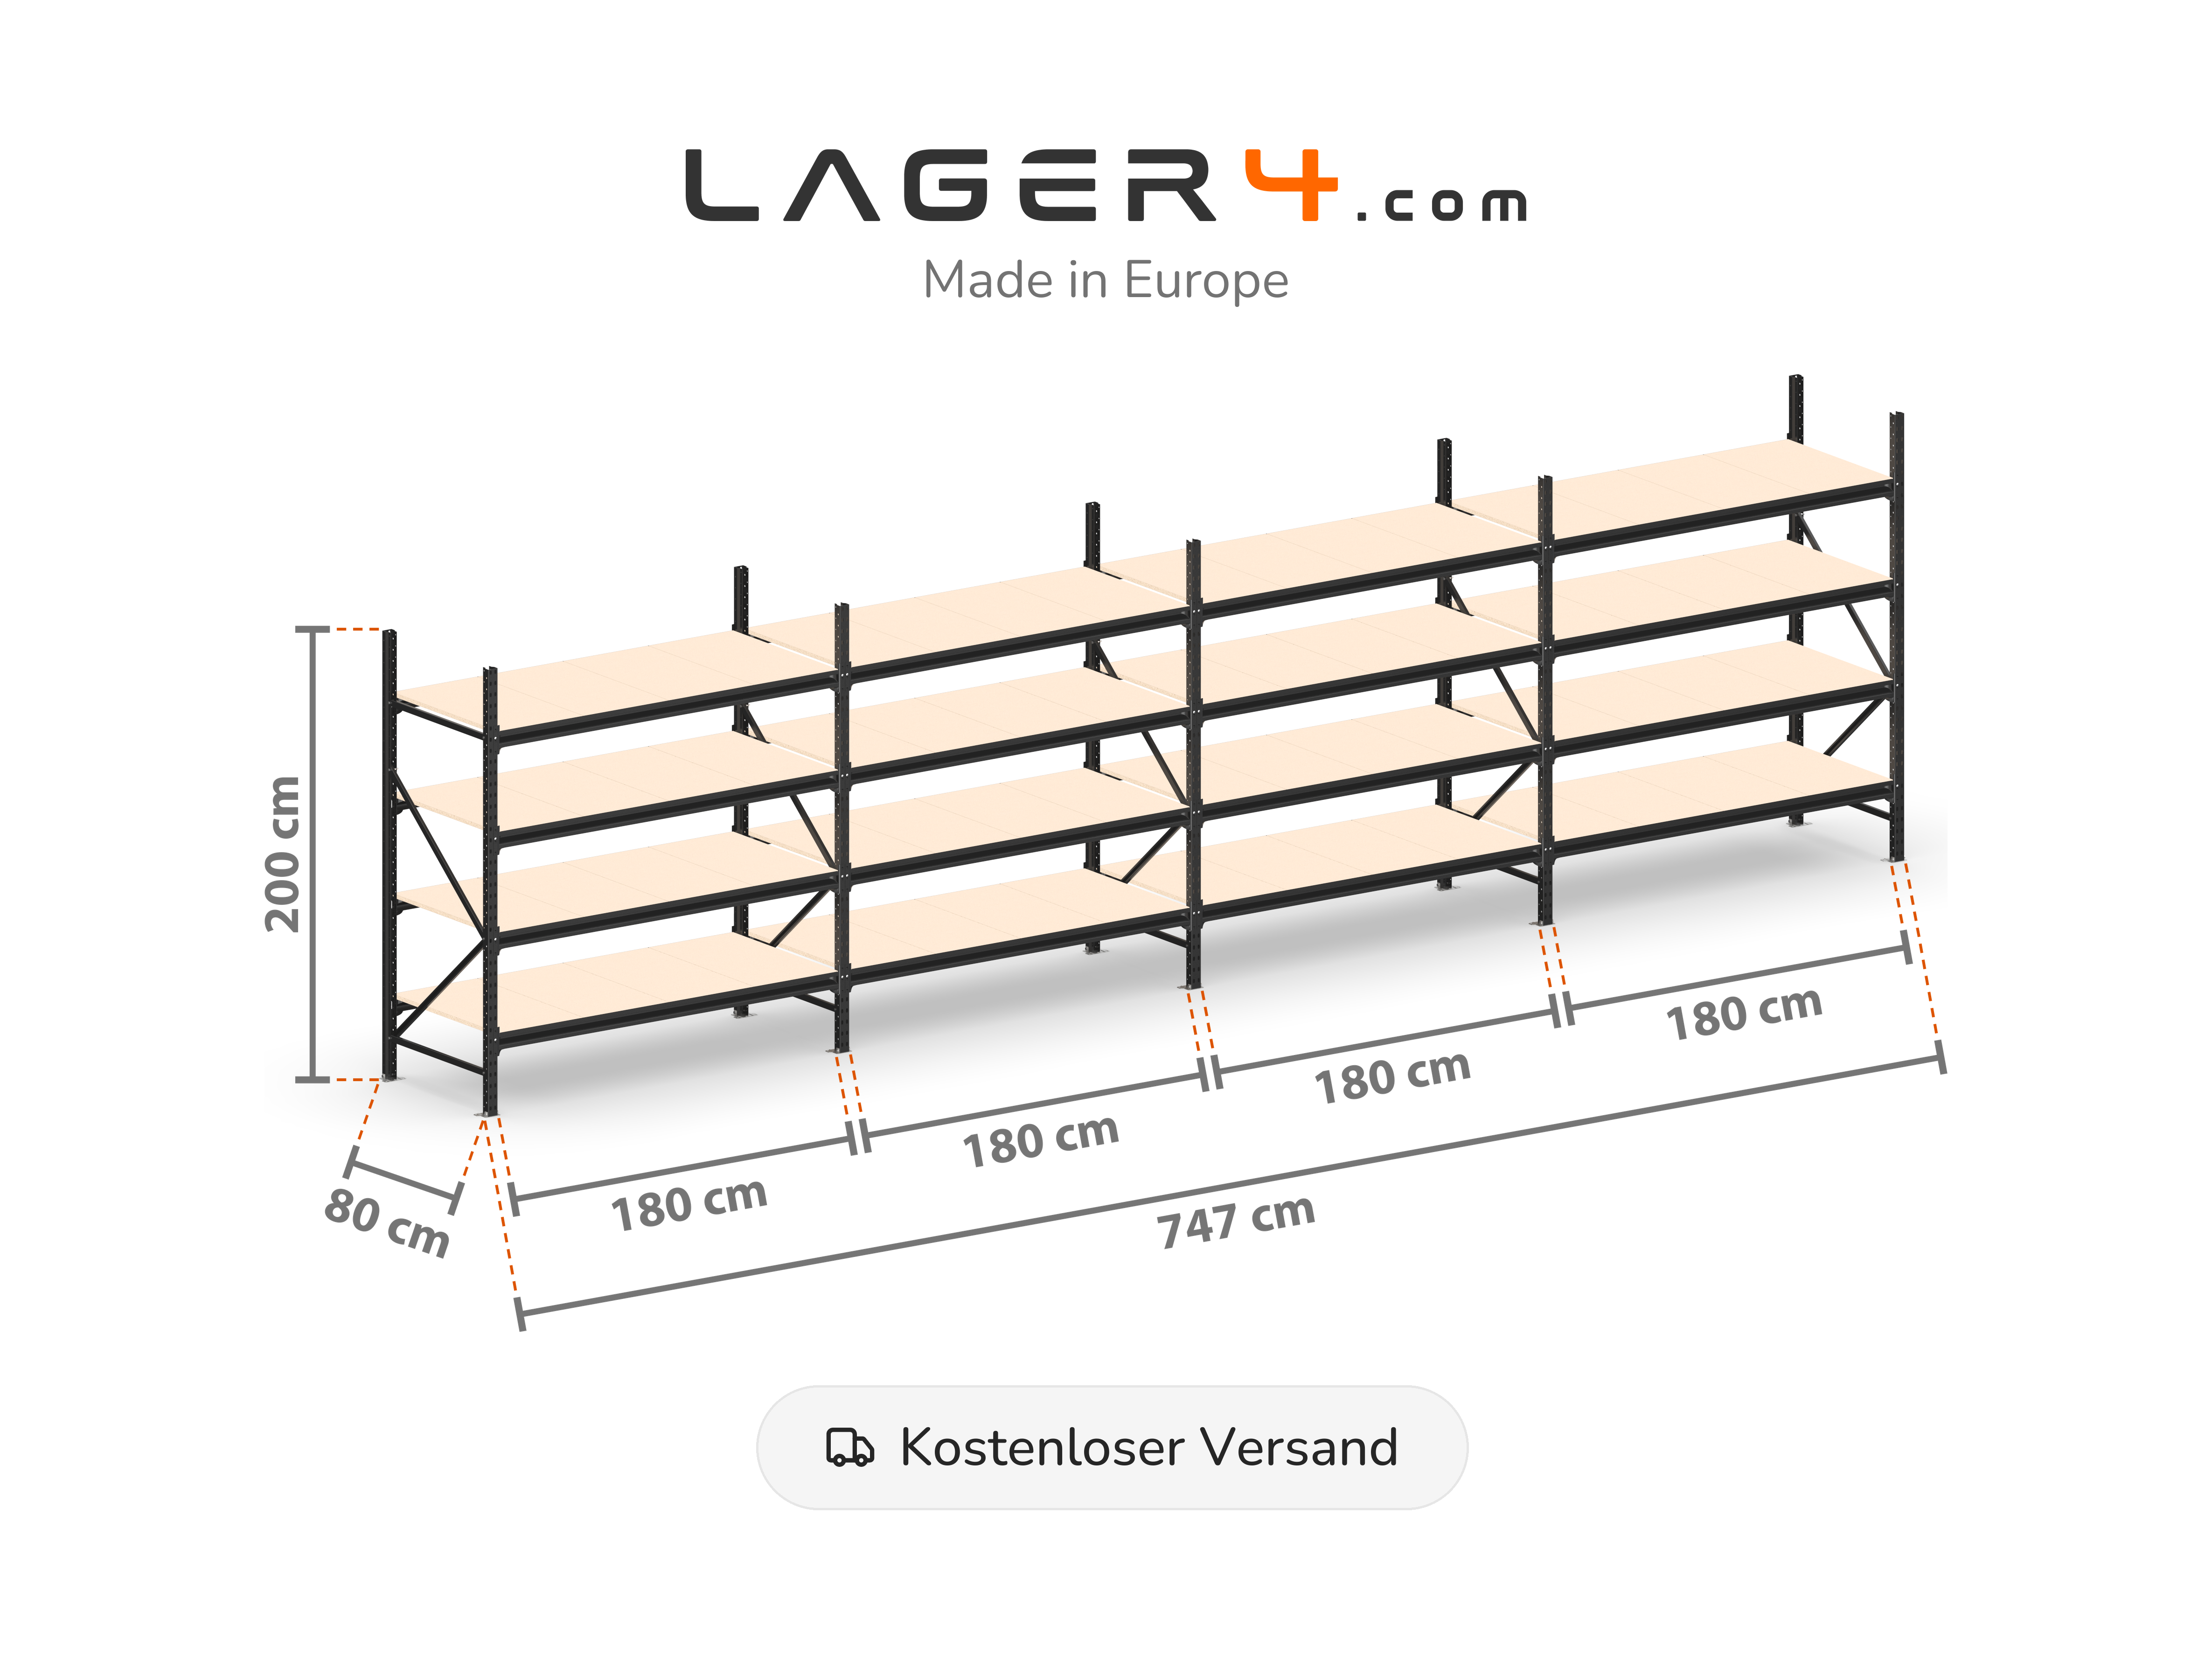 LAGER4.com
Made in Europe
200 cm
80 cm
180 cm
180 cm
180 cm
180 cm
747 cm
Kostenloser Versand